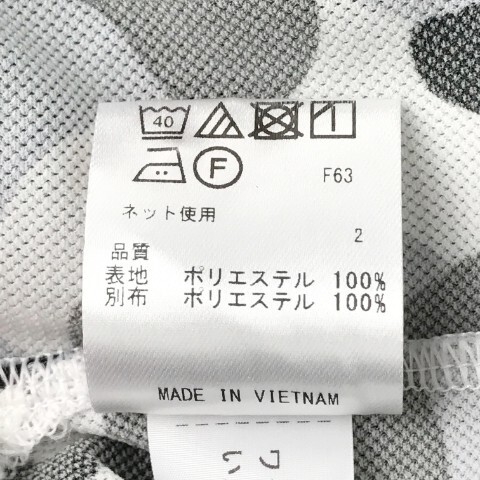 40
F F63
ネット使用
2
品質
表地 ポリエステル 100%
別布 ポリエステル 100%
MADE IN VIETNAM